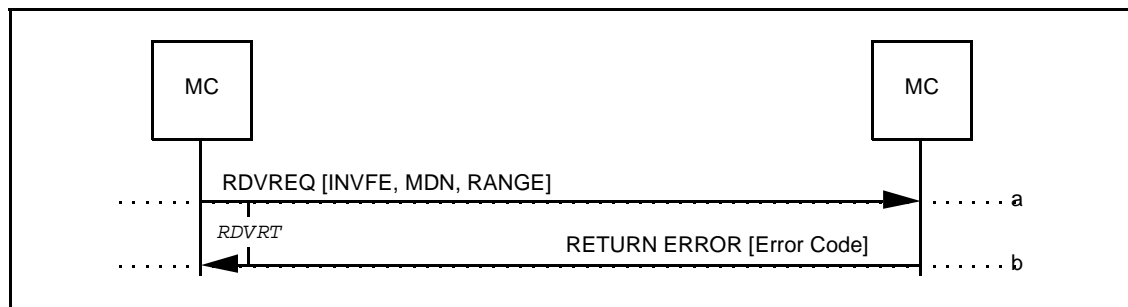 MC
MC
RDVREQ [INVFE, MDN, RANGE]
a
RDVRT
RETURN ERROR [Error Code]
b